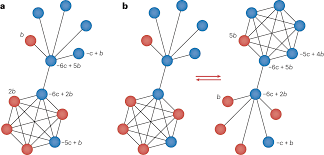 a
b
b
-c + b
-6c + 5b
2b
-6c + 2b
-5c + b
5b
-5c + 4b
-6c + 5b
-6c + 2b
b
-c + b